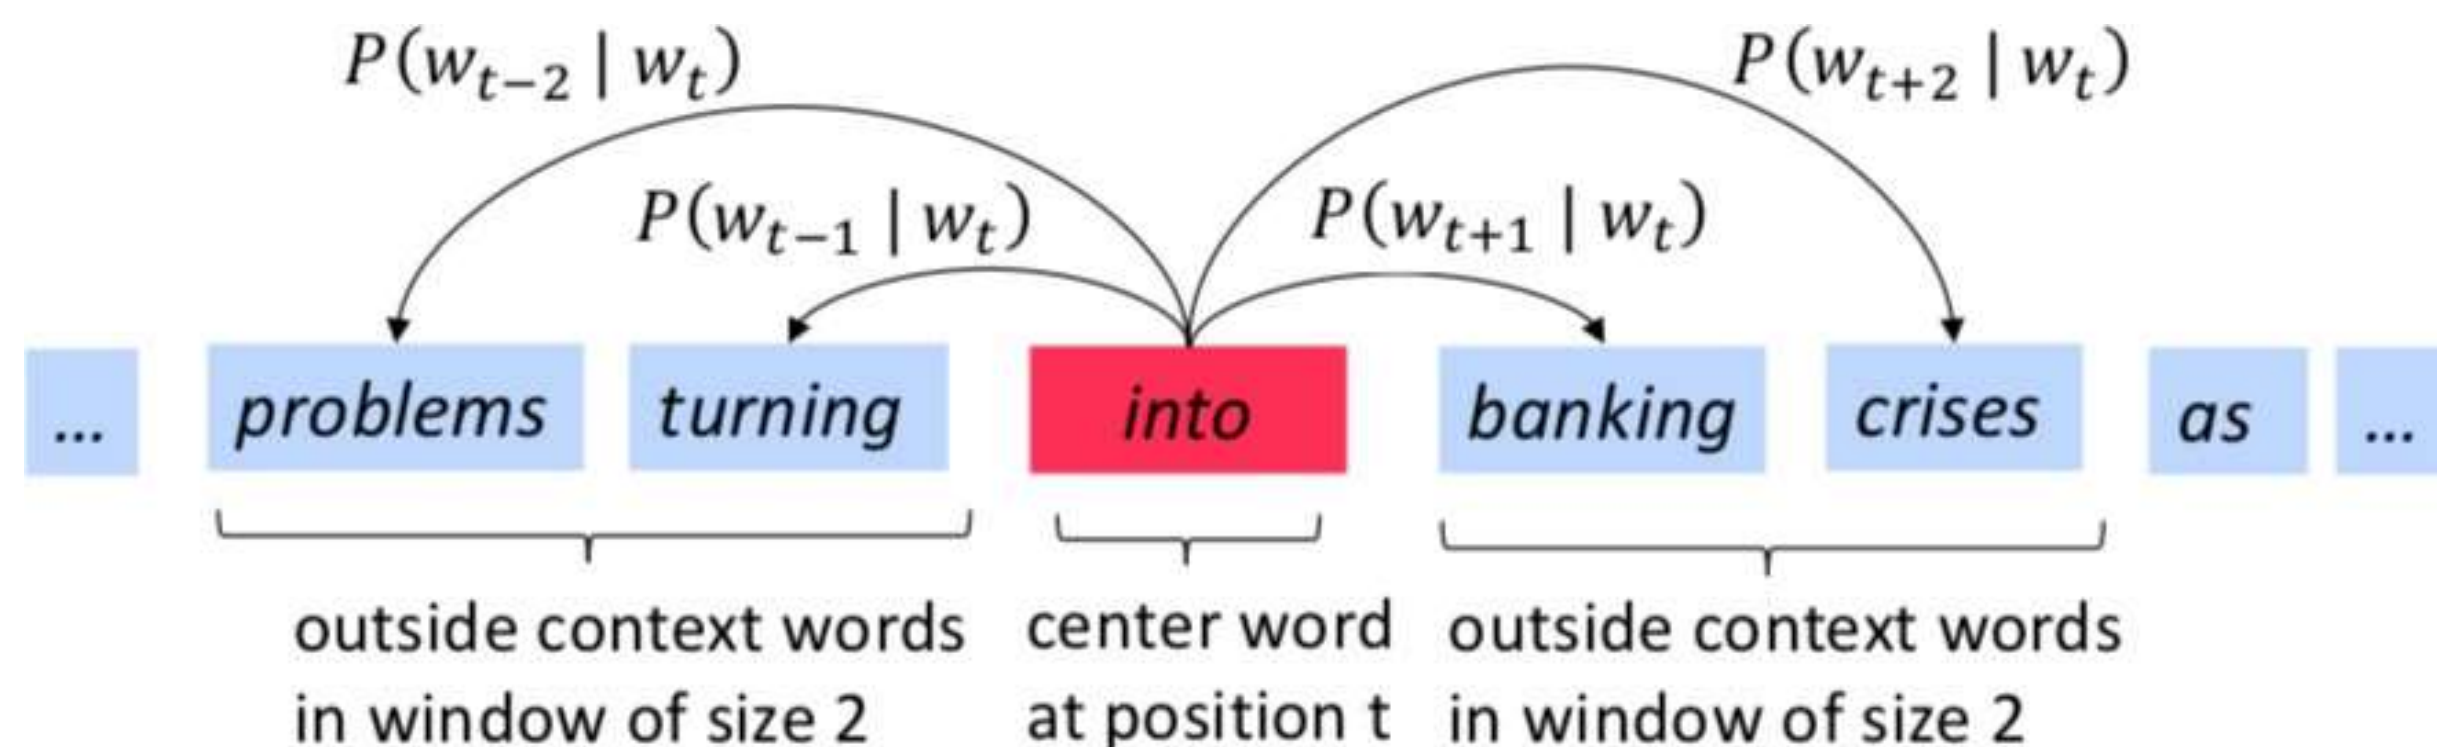 P(w_{t−2} | w_t) P(w_{t+2} | w_t)
P(w_{t−1} | w_t) P(w_{t+1} | w_t)
... problems turning into banking crises as ...
outside context words center word outside context words
in window of size 2 at position t in window of size 2